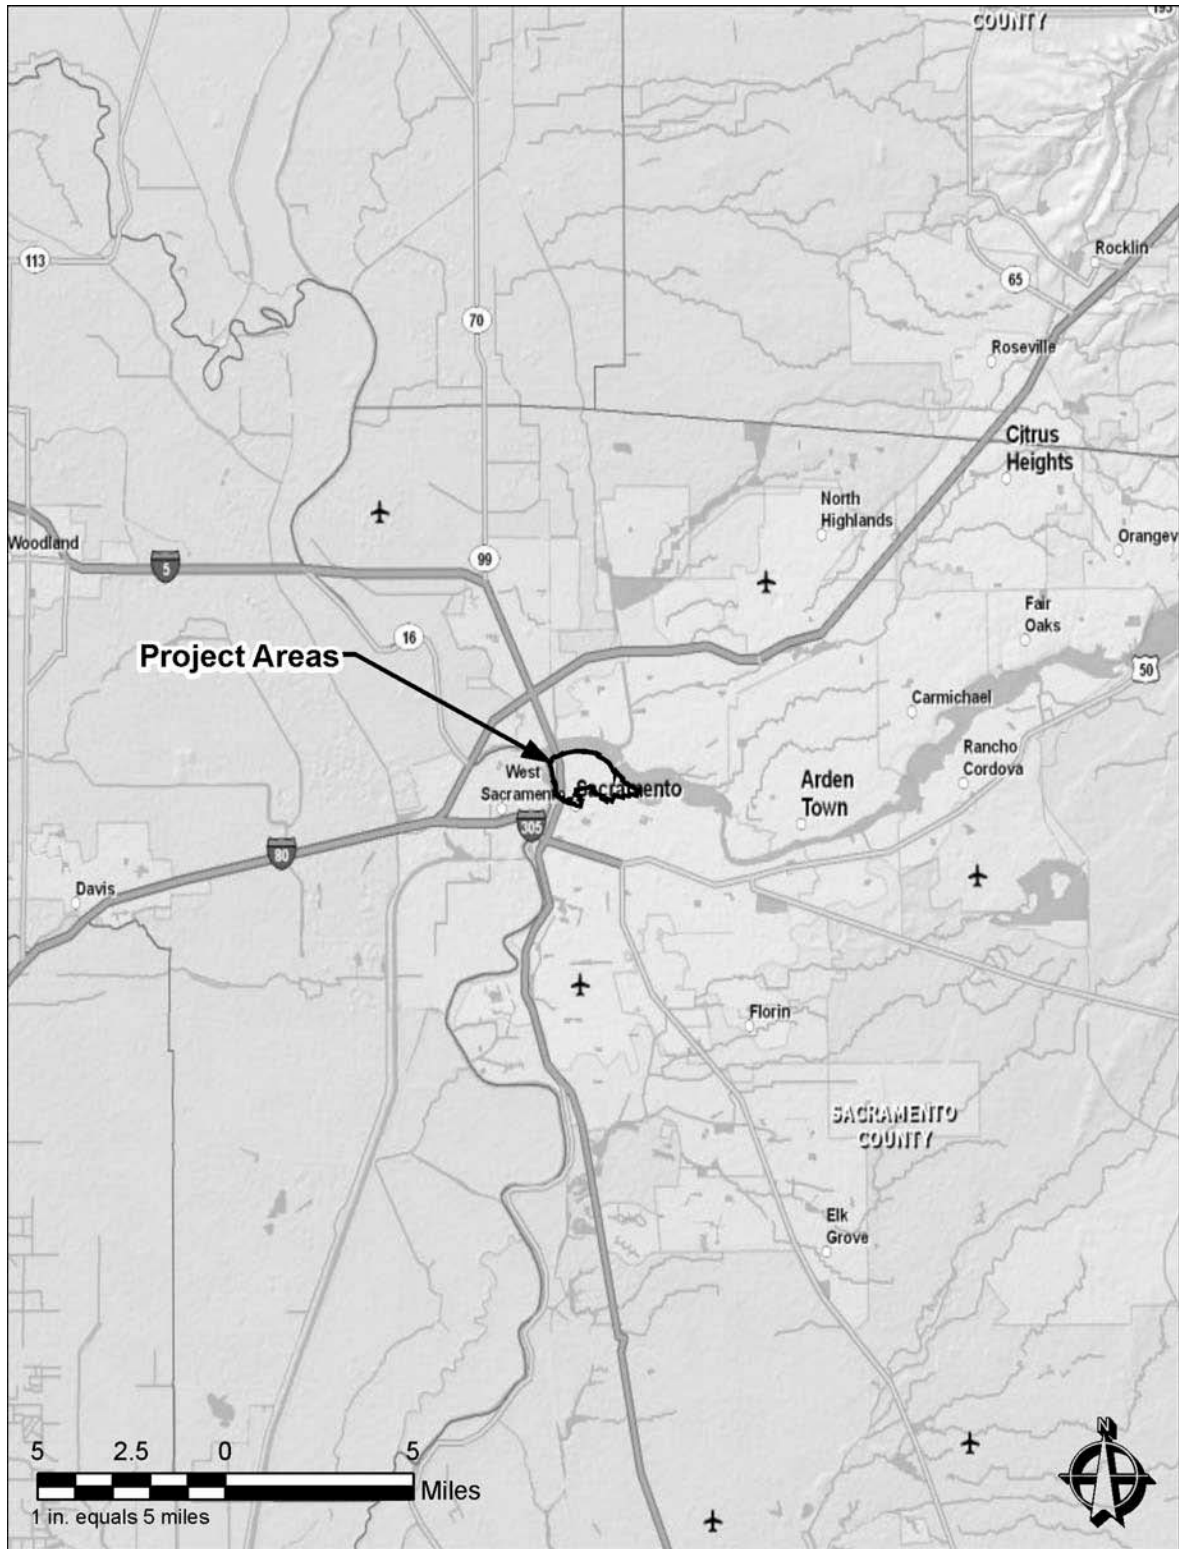 193
COUNTY
Rocklin
113
65
70
Roseville
Citrus
Heights
North
Highlands
Woodland
Orangev
99
5
Fair
Oaks
16
Project Areas
50
Carmichael
Rancho
Cordova
West
Sacramento
Sacramento
Arden
Town
305
80
Davis
Florin
SACRAMENTO
COUNTY
Elk
Grove
N
5 2.5 0 5
Miles
1 in. equals 5 miles